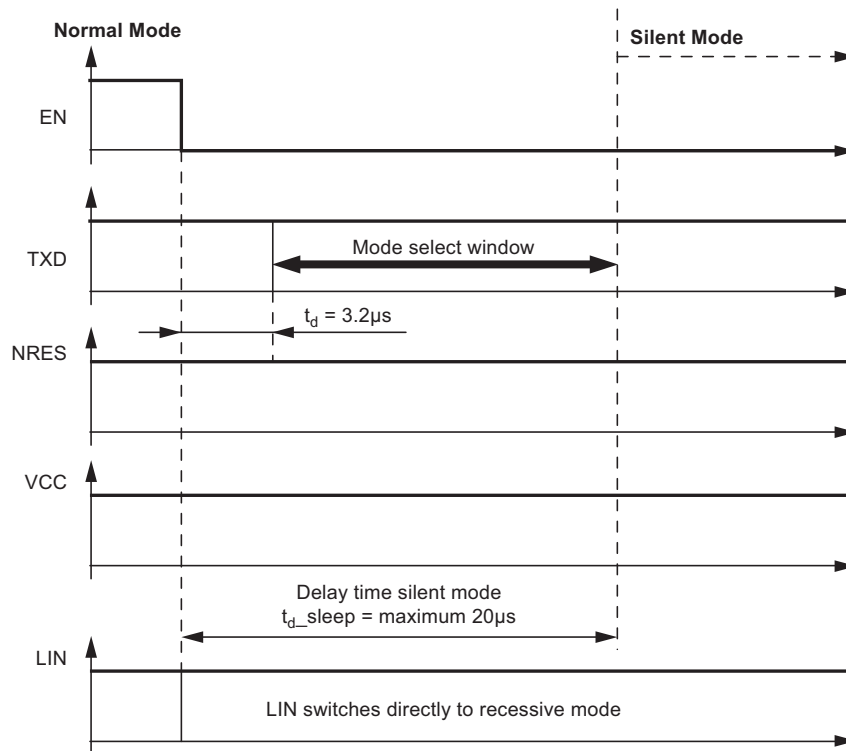 Normal Mode
Silent Mode
EN
TXD
Mode select window
t_d = 3.2µs
NRES
VCC
Delay time silent mode
t_d_sleep = maximum 20µs
LIN
LIN switches directly to recessive mode